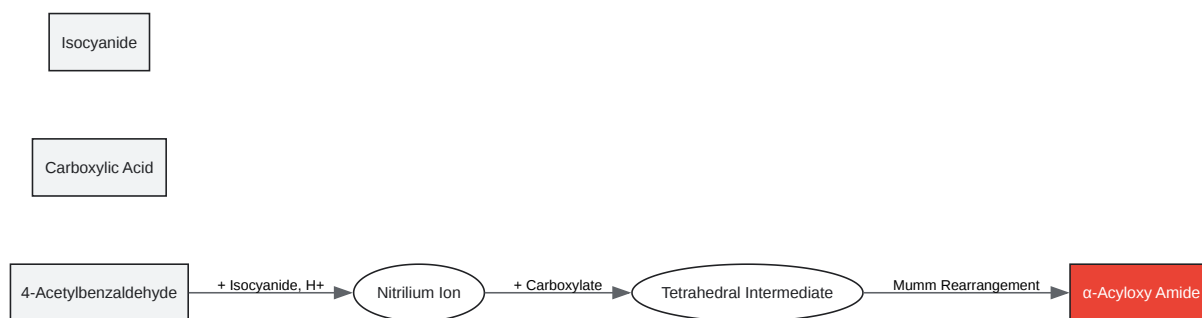 Isocyanide
Carboxylic Acid
4-Acetylbenzaldehyde
+ Isocyanide, H+
Nitrilium Ion
+ Carboxylate
Tetrahedral Intermediate
Mumm Rearrangement
α-Acyloxy Amide